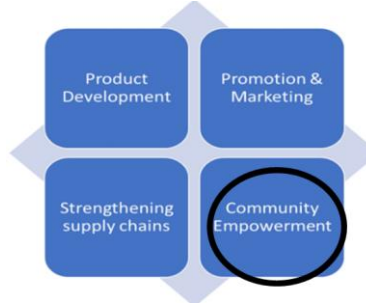 Product
Development
Promotion &
Marketing
Strengthening
supply chains
Community
Empowerment